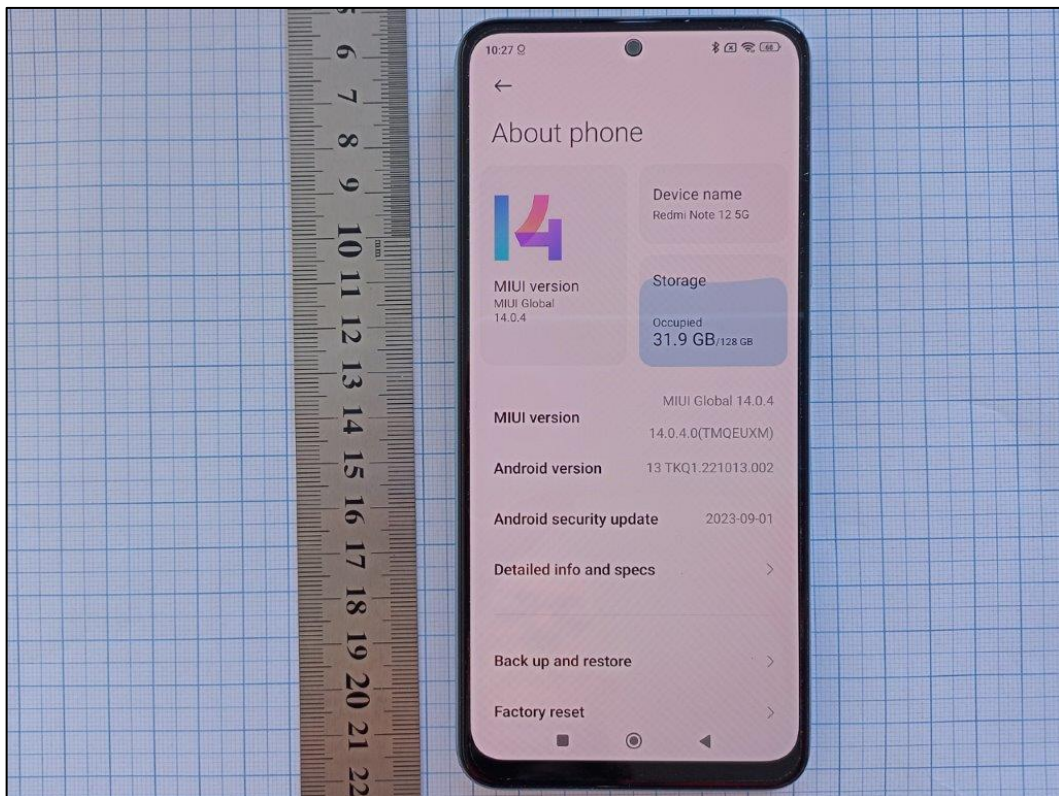 5
6
7
8
9
10
mm
11
12
13
14
15
16
17
18
19
20
21
22
10:27
68
About phone
14
MIUI version
MIUI Global
14.0.4
Device name
Redmi Note 12 5G
Storage
Occupied
31.9 GB/128 GB
MIUI version
MIUI Global 14.0.4
14.0.4.0(TMQEUXM)
Android version 13 TKQ1.221013.002
Android security update 2023-09-01
Detailed info and specs
Back up and restore
Factory reset